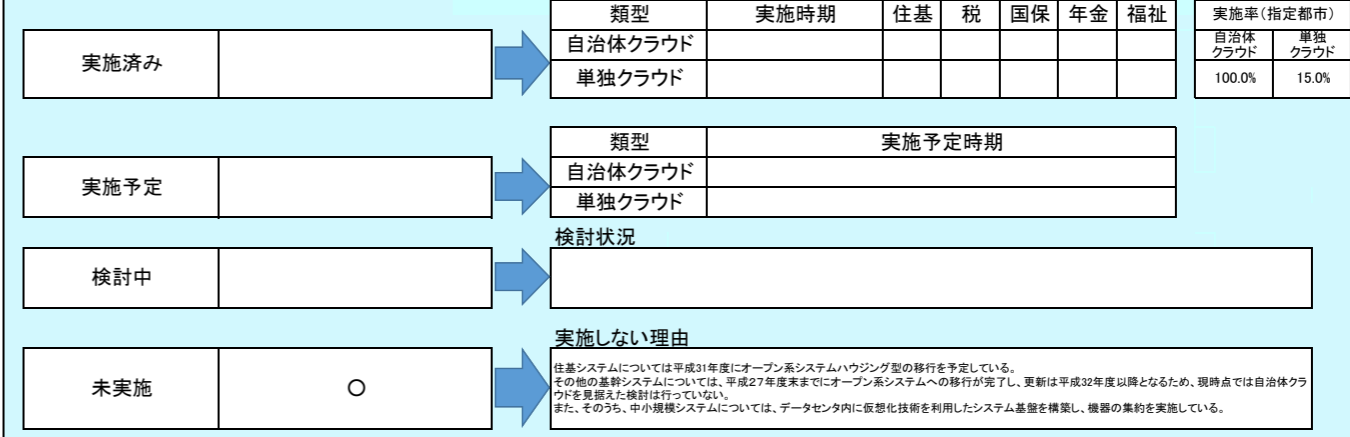 類型 実施時期 住基 税 国保 年金 福祉 実施率（指定都市）
実施済み 自治体クラウド 自治体クラウド 単独クラウド
単独クラウド 100.0% 15.0%
類型 実施予定時期
実施予定 自治体クラウド
単独クラウド
検討状況
検討中
実施しない理由
未実施 ○
住基システムについては平成31年度にオープン系システムハウジング型の移行を予定している。
その他の基幹システムについては、平成２７年度末までにオープン系システムへの移行が完了し、更新は平成32年度以降となるため、現時点では自治体クラ
ウドを見据えた検討は行っていない。
また、そのうち、中小規模システムについては、データセンタ内に仮想化技術を利用したシステム基盤を構築し、機器の集約を実施している。